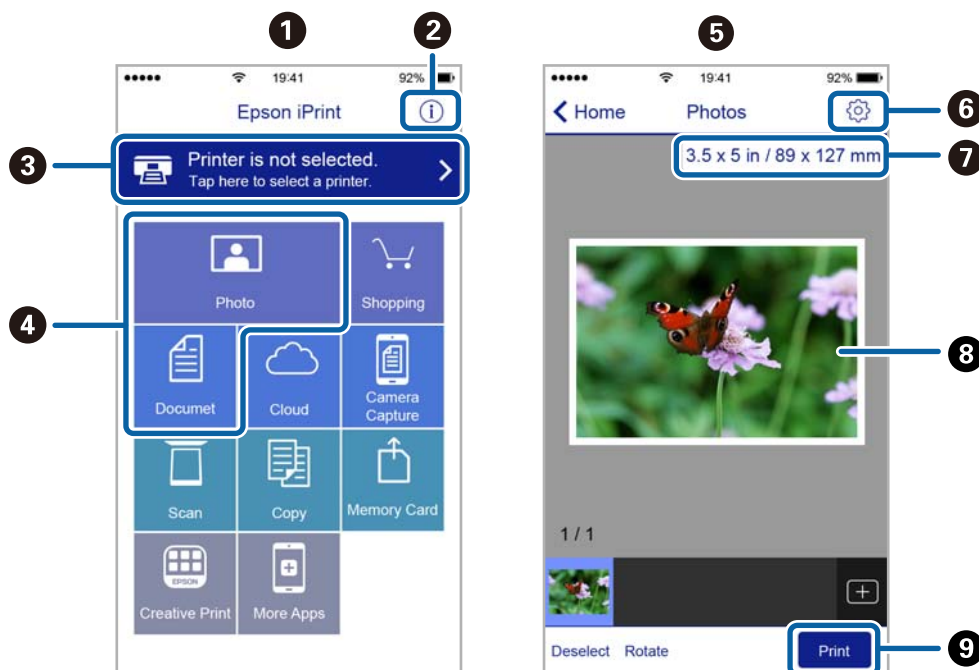 1 2 5
19:41 92%
Epson iPrint
i
3
Printer is not selected.
Tap here to select a printer.
4
Photo
Shopping
Documet
Cloud
Camera
Capture
Scan
Copy
Memory Card
EPSON
Creative Print
More Apps
19:41 92%
Home Photos
6
3.5 x 5 in / 89 x 127 mm
7
8
1 / 1
Deselect Rotate Print
9